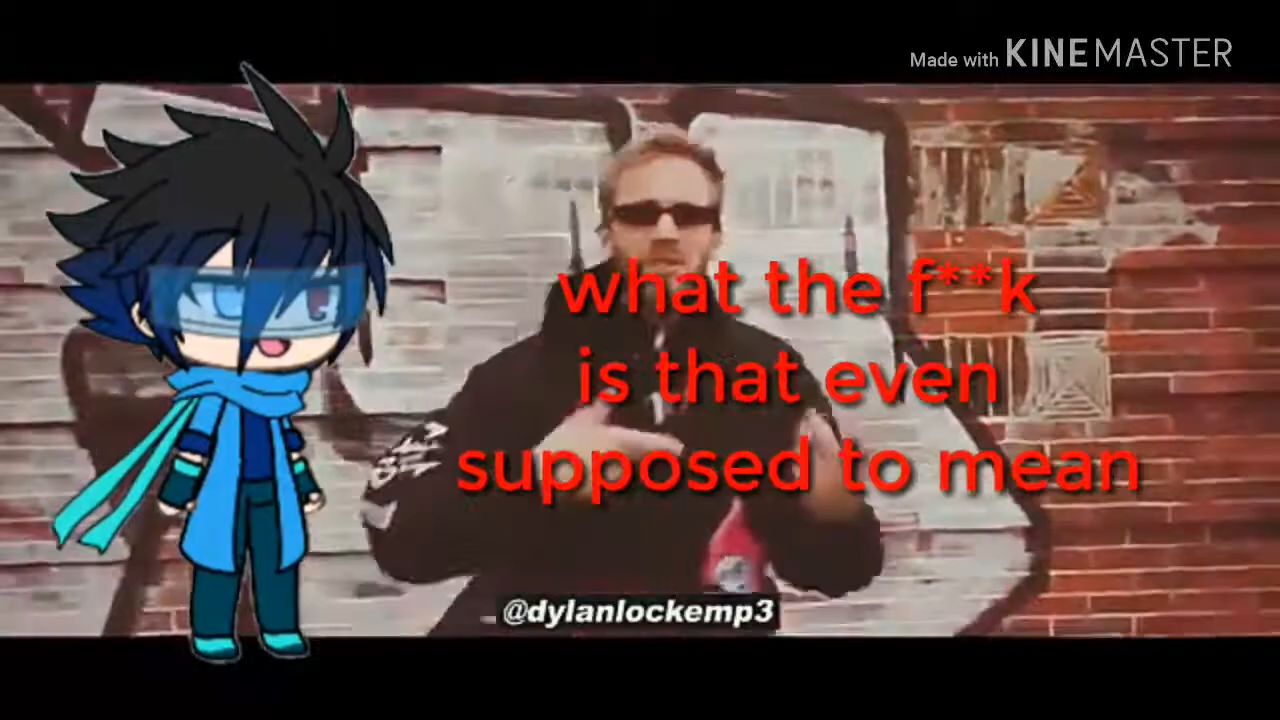 Made with KINEMASTER
what the f**k
is that even
supposed to mean
@dylanlockemp3